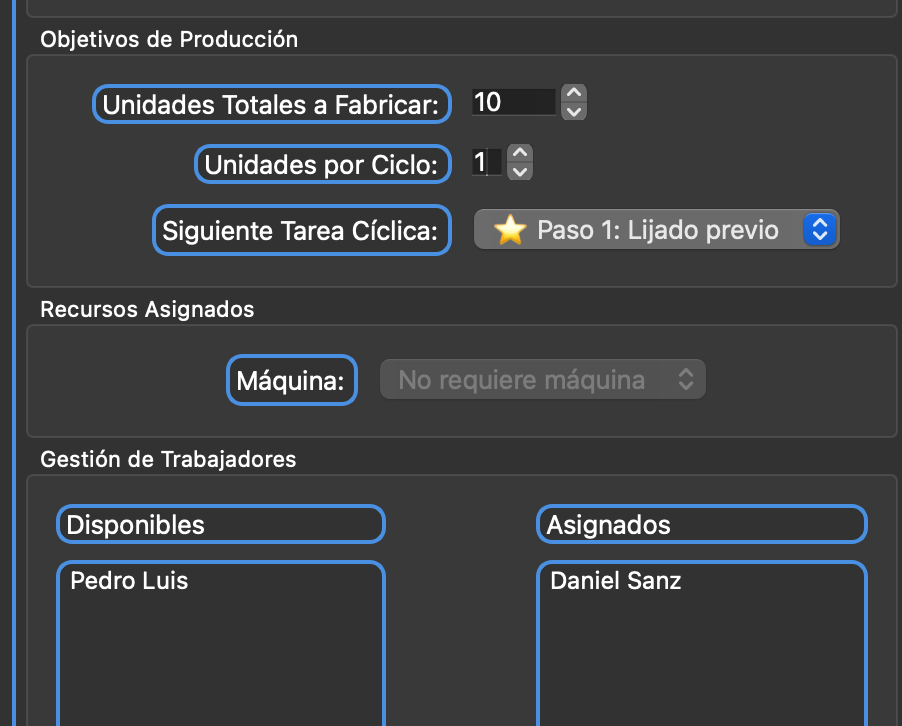 Objetivos de Producción
Unidades Totales a Fabricar: 10
Unidades por Ciclo: 1
Siguiente Tarea Cíclica: ⭐ Paso 1: Lijado previo
Recursos Asignados
Máquina: No requiere máquina
Gestión de Trabajadores
Disponibles Asignados
Pedro Luis Daniel Sanz